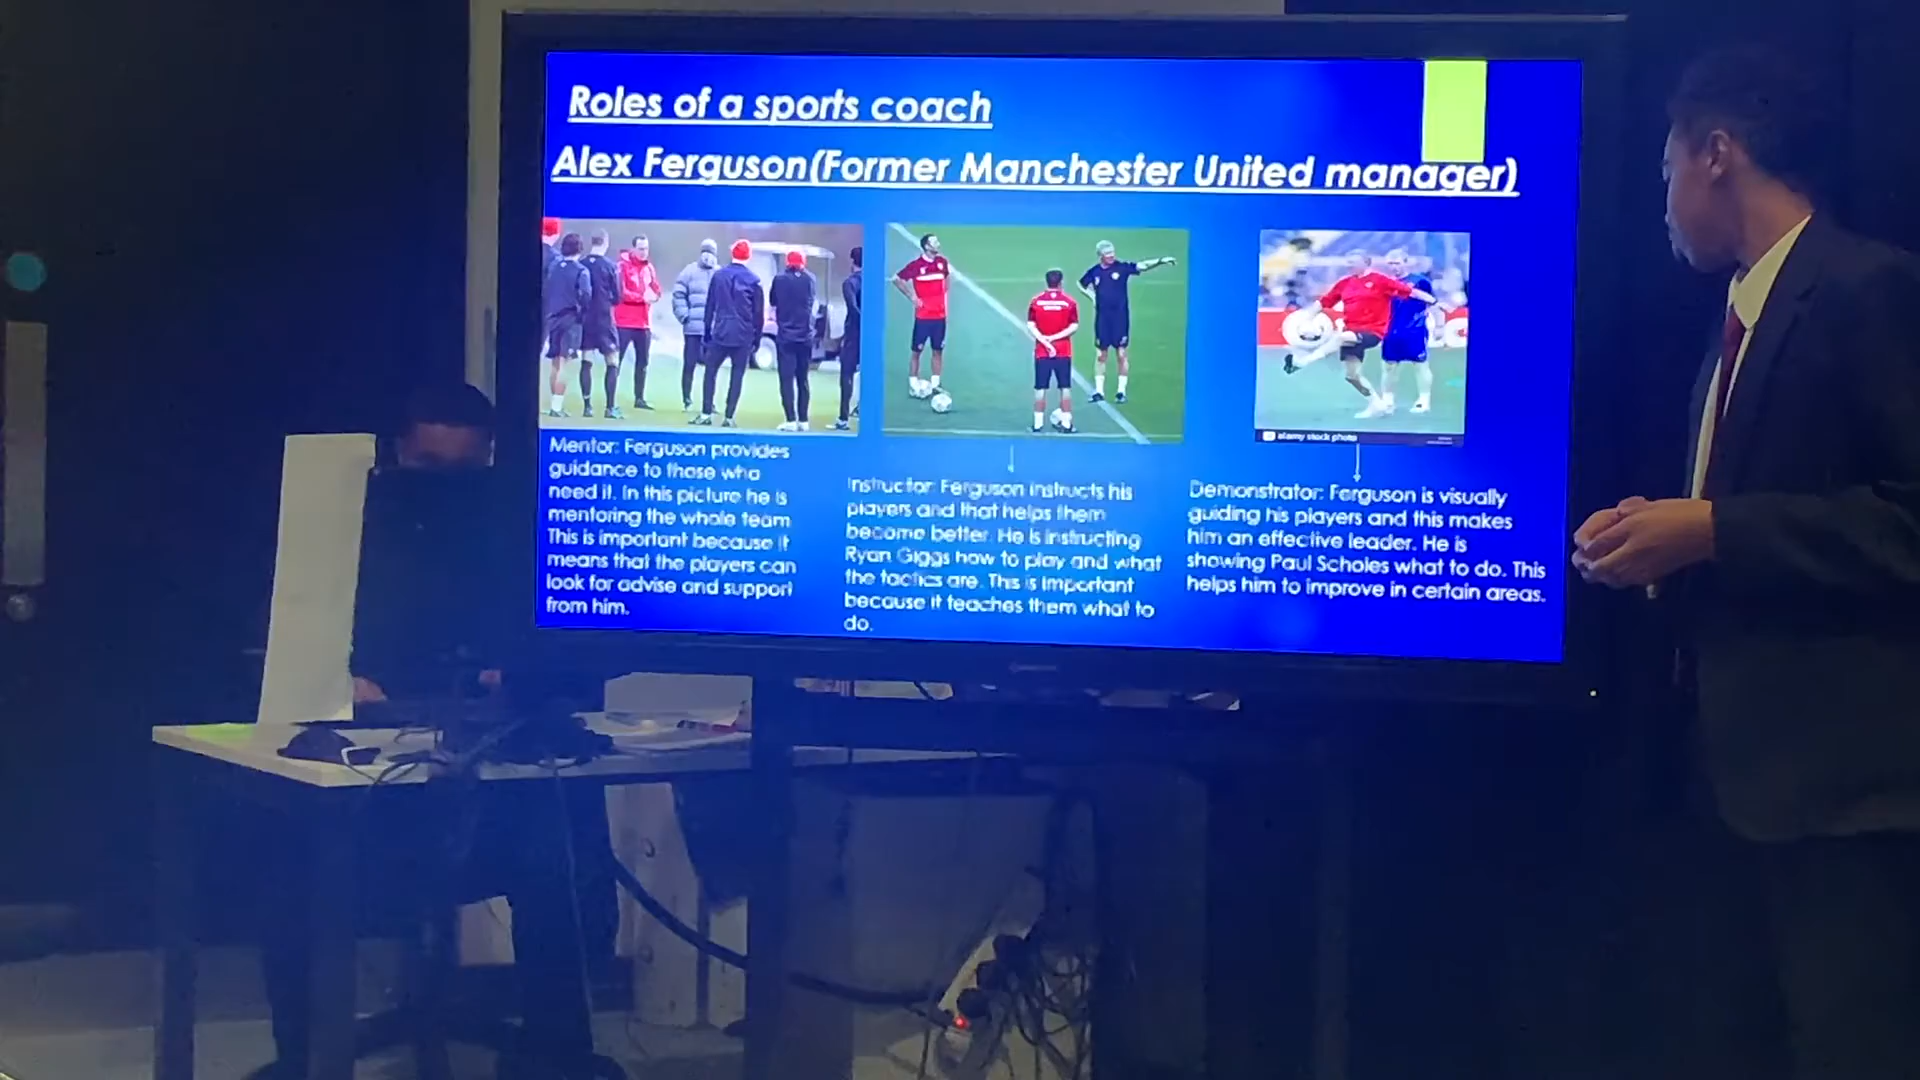 Roles of a sports coach
Alex Ferguson(Former Manchester United manager)
Mentor: Ferguson provides
guidance to those who
need it. In this picture he is
mentoring the whole team
This is important because it
means that the players can
look for advise and support
from him.
alamy stock photo
Instructor: Ferguson instructs his
players and that helps them
become better. He is instructing
Ryan Giggs how to play and what
the tactics are. This is important
because it teaches them what to
do.
Demonstrator: Ferguson is visually
guiding his players and this makes
him an effective leader. He is
showing Paul Scholes what to do. This
helps him to improve in certain areas.